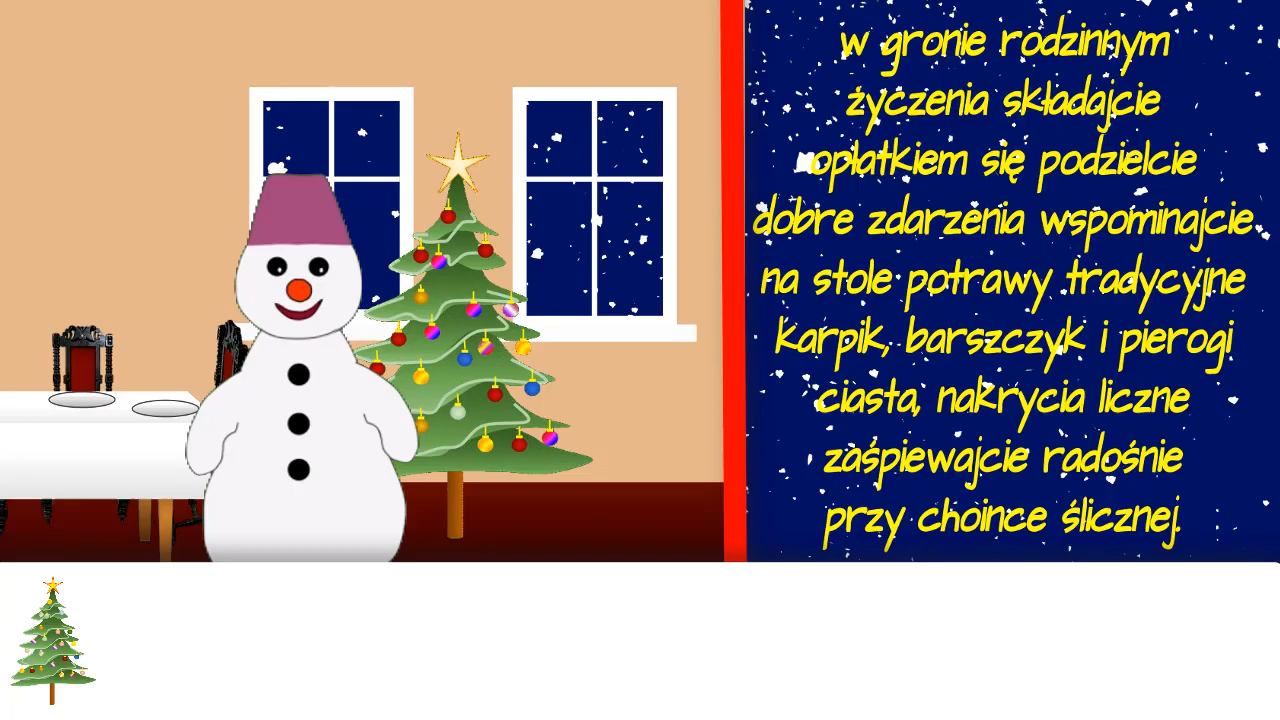 w gronie rodzinnym
życzenia składajcie
opłatkiem się podzielcie
dobre zdarzenia wspominajcie
na stole potrawy tradycyjne
karpik, barszczyk i pierogi
ciasta, nakrycia liczne
zaśpiewajcie radośnie
przy choince ślicznej.